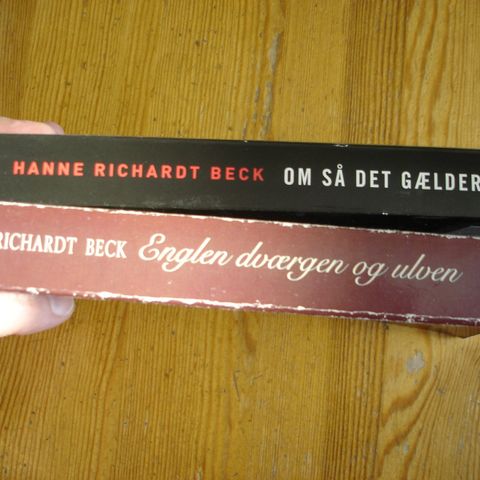 HANNE RICHARDT BECK OM SÅ DET GÆLDER
RICHARDT BECK Englen dværgen og ulven